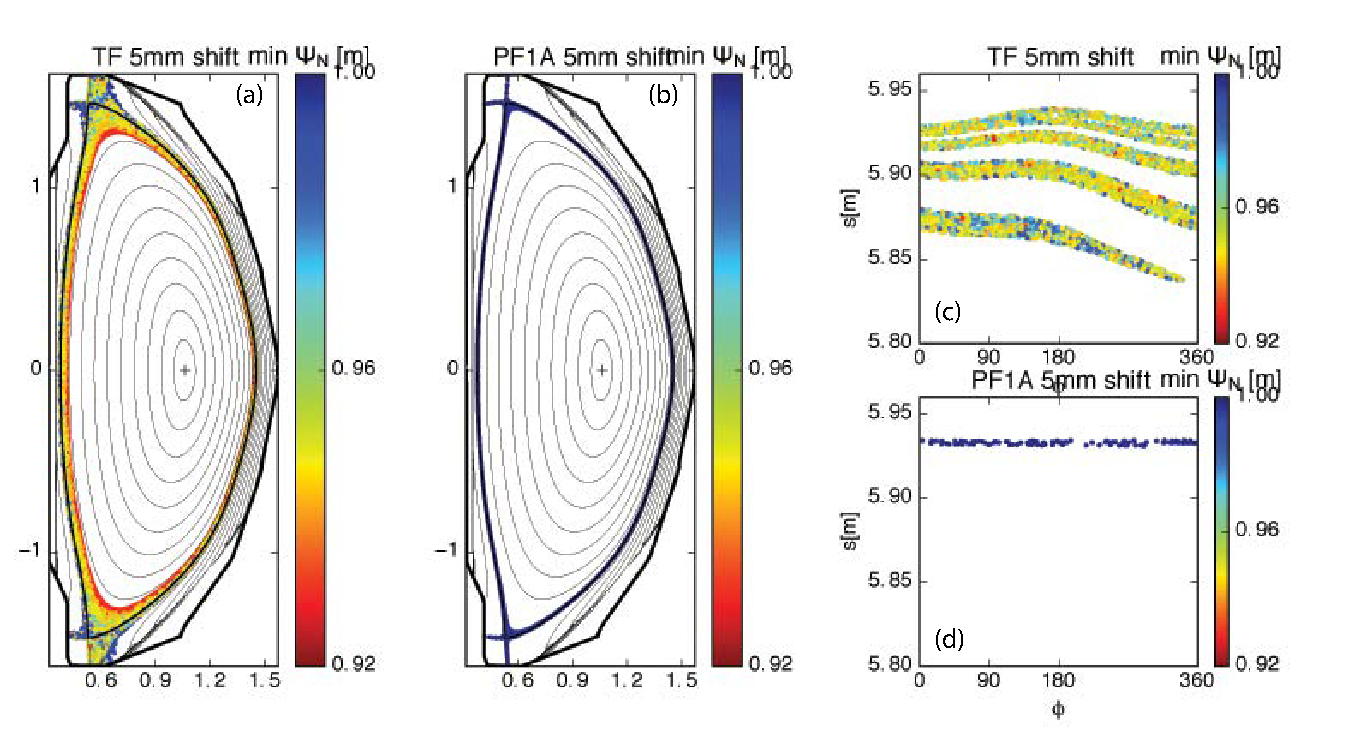 TF 5mm shift min ΨN [m]
1.00
(a)
1
0
−1
0.96
0.92
0.6 0.9 1.2 1.5
PF1A 5mm shift min ΨN [m]
1.00
(b)
1
0
−1
0.96
0.92
0.6 0.9 1.2 1.5
TF 5mm shift min ΨN [m]
1.00
5.95
5.90
5.85
5.80
s[m]
(c)
0.96
0.92
0 90 180 360
ϕ
PF1A 5mm shift min ΨN [m]
1.00
5.95
5.90
5.85
5.80
s[m]
(d)
0.96
0.92
0 90 180 360
ϕ